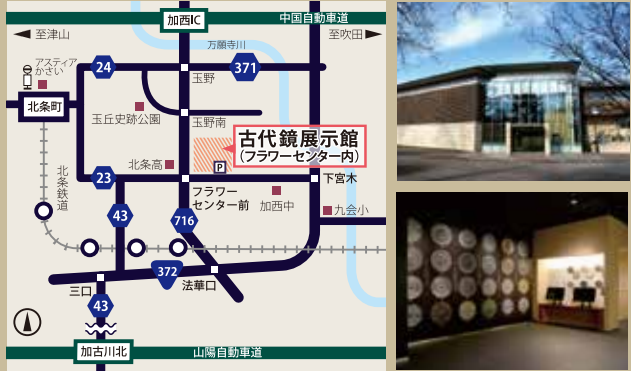 加西IC
中国自動車道
至津山
至吹田
万願寺川
アスティア
かさい
24
371
玉野
北条町
玉丘史跡公園
玉野南
古代鏡展示館
(フラワーセンター内)
北条高
P
北条鉄道
23
フラワー
センター前
下宮木
加西中
九会小
43
716
372
三口
法華口
43
加古川北
山陽自動車道